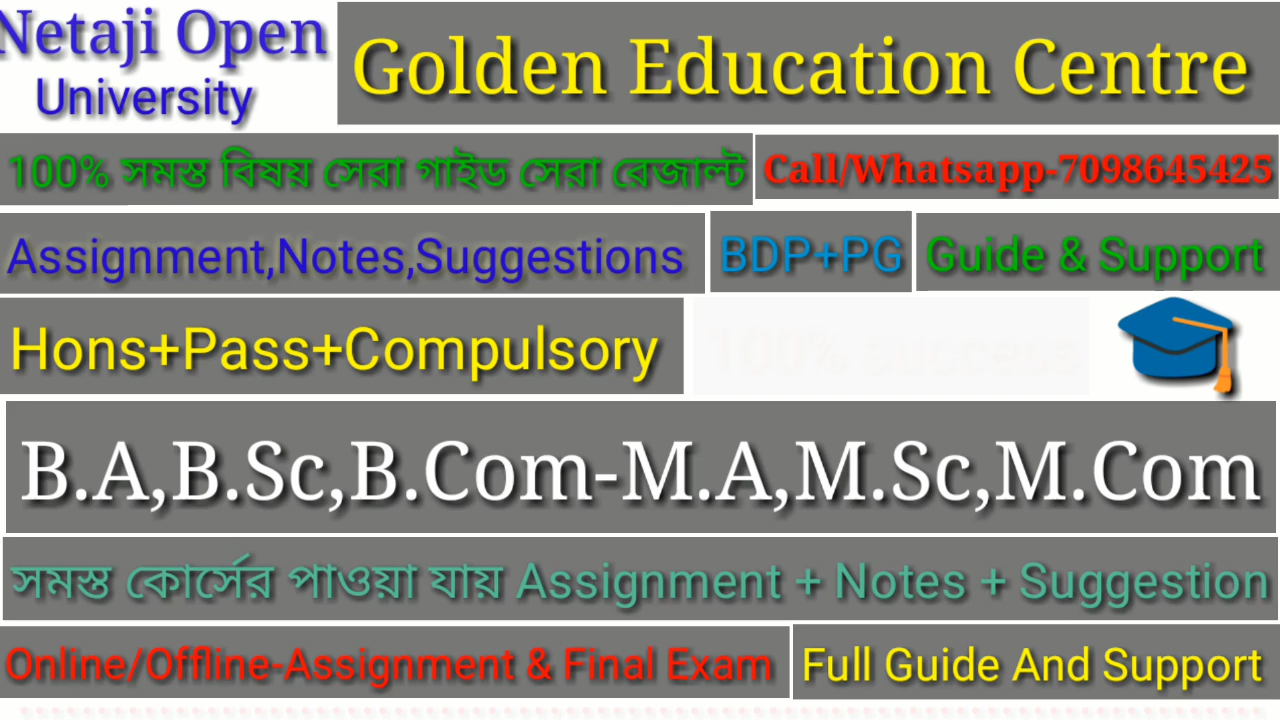 Netaji Open
University
Golden Education Centre
100% সমস্ত বিষয় সেরা গাইড সেরা রেজাল্ট
Call/Whatsapp-7098645425
Assignment,Notes,Suggestions
BDP+PG
Guide & Support
Hons+Pass+Compulsory
100% success
B.A,B.Sc,B.Com-M.A,M.Sc,M.Com
সমস্ত কোর্সের পাওয়া যায় Assignment + Notes + Suggestion
Online/Offline-Assignment & Final Exam
Full Guide And Support